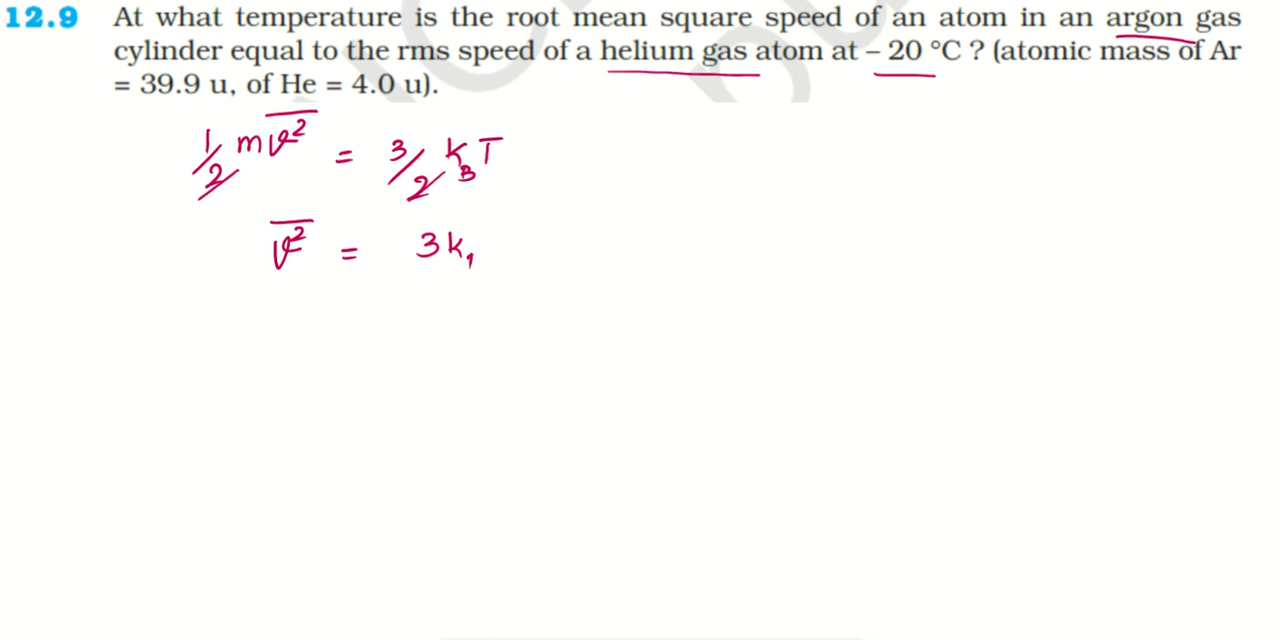 12.9 At what temperature is the root mean square speed of an atom in an argon gas
cylinder equal to the rms speed of a helium gas atom at – 20 °C ? (atomic mass of Ar
= 39.9 u, of He = 4.0 u).
1/2 m v̅²̅ = 3/2 k_B T
v̅²̅ = 3k